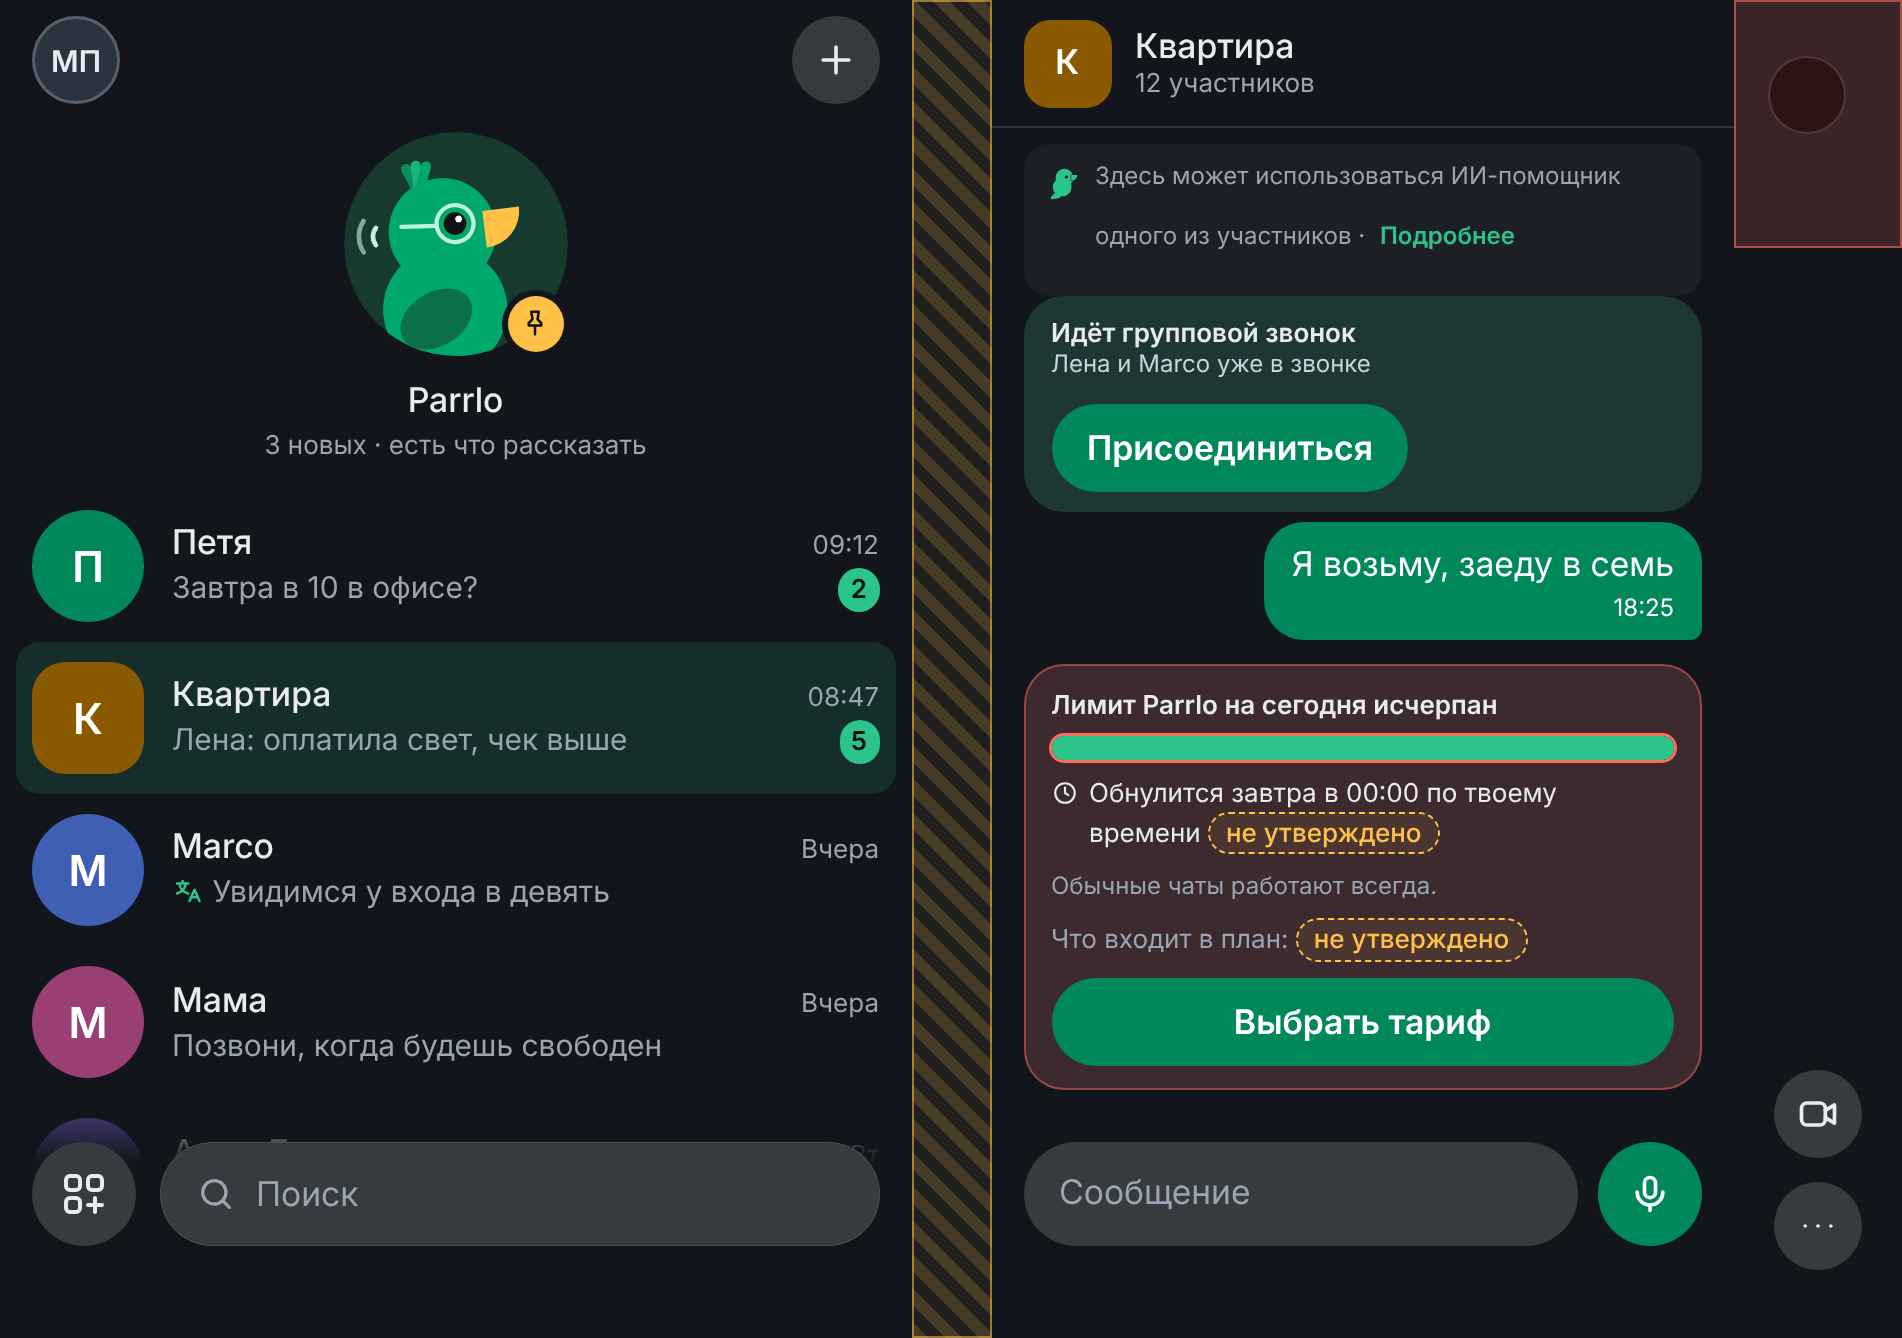 МП
Parrlo
3 новых · есть что рассказать
П
Петя
09:12
Завтра в 10 в офисе?
2
К
Квартира
08:47
Лена: оплатила свет, чек выше
5
M
Marco
Вчера
Увидимся у входа в девять
М
Мама
Вчера
Позвони, когда будешь свободен
Поиск
К
Квартира
12 участников
Здесь может использоваться ИИ-помощник
одного из участников · Подробнее
Идёт групповой звонок
Лена и Marco уже в звонке
Присоединиться
Я возьму, заеду в семь
18:25
Лимит Parrlo на сегодня исчерпан
Обнулится завтра в 00:00 по твоему
времени не утверждено
Обычные чаты работают всегда.
Что входит в план: не утверждено
Выбрать тариф
Сообщение